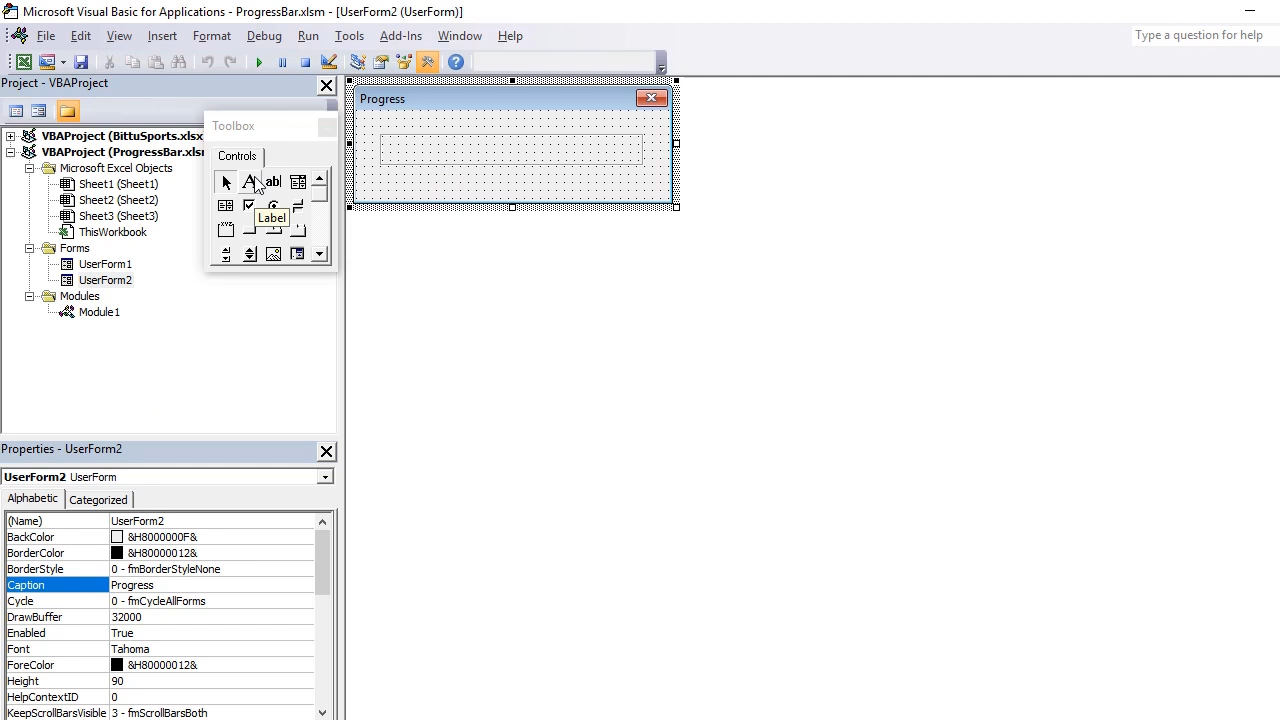 Microsoft Visual Basic for Applications - ProgressBar.xlsm - [UserForm2 (UserForm)]
File Edit View Insert Format Debug Run Tools Add-Ins Window Help
Type a question for help
Project - VBAProject
VBAProject (BittuSports.xlsx
VBAProject (ProgressBar.xlsm
Microsoft Excel Objects
Sheet1 (Sheet1)
Sheet2 (Sheet2)
Sheet3 (Sheet3)
ThisWorkbook
Forms
UserForm1
UserForm2
Modules
Module1
Toolbox
Controls
A ab|
Label
Progress
Properties - UserForm2
UserForm2 UserForm
Alphabetic Categorized
(Name) UserForm2
BackColor &H8000000F&
BorderColor &H80000012&
BorderStyle 0 - fmBorderStyleNone
Caption Progress
Cycle 0 - fmCycleAllForms
DrawBuffer 32000
Enabled True
Font Tahoma
ForeColor &H80000012&
Height 90
HelpContextID 0
KeepScrollBarsVisible 3 - fmScrollBarsBoth